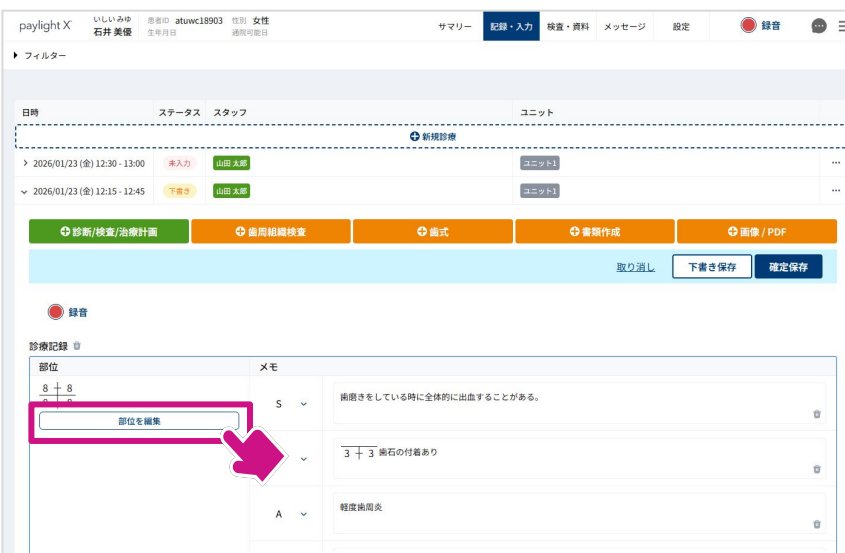 paylight X
いしい みゆ
石井 美優
患者ID atuwc18903 性別 女性
生年月日 通院可能日
サマリー 記録・入力 検査・資料 メッセージ 設定 録音
フィルター
日時 ステータス スタッフ ユニット
新規診療
2026/01/23 (金) 12:30 - 13:00 未入力 山田 太郎 ユニット1
2026/01/23 (金) 12:15 - 12:45 下書き 山田 太郎 ユニット1
診断/検査/治療計画 歯周組織検査 歯式 書類作成 画像 / PDF
取り消し 下書き保存 確定保存
録音
診療記録
部位 メモ
8 + 8
部位を編集
S 歯磨きをしている時に全体的に出血することがある。
3 + 3 歯石の付着あり
A 軽度歯周炎